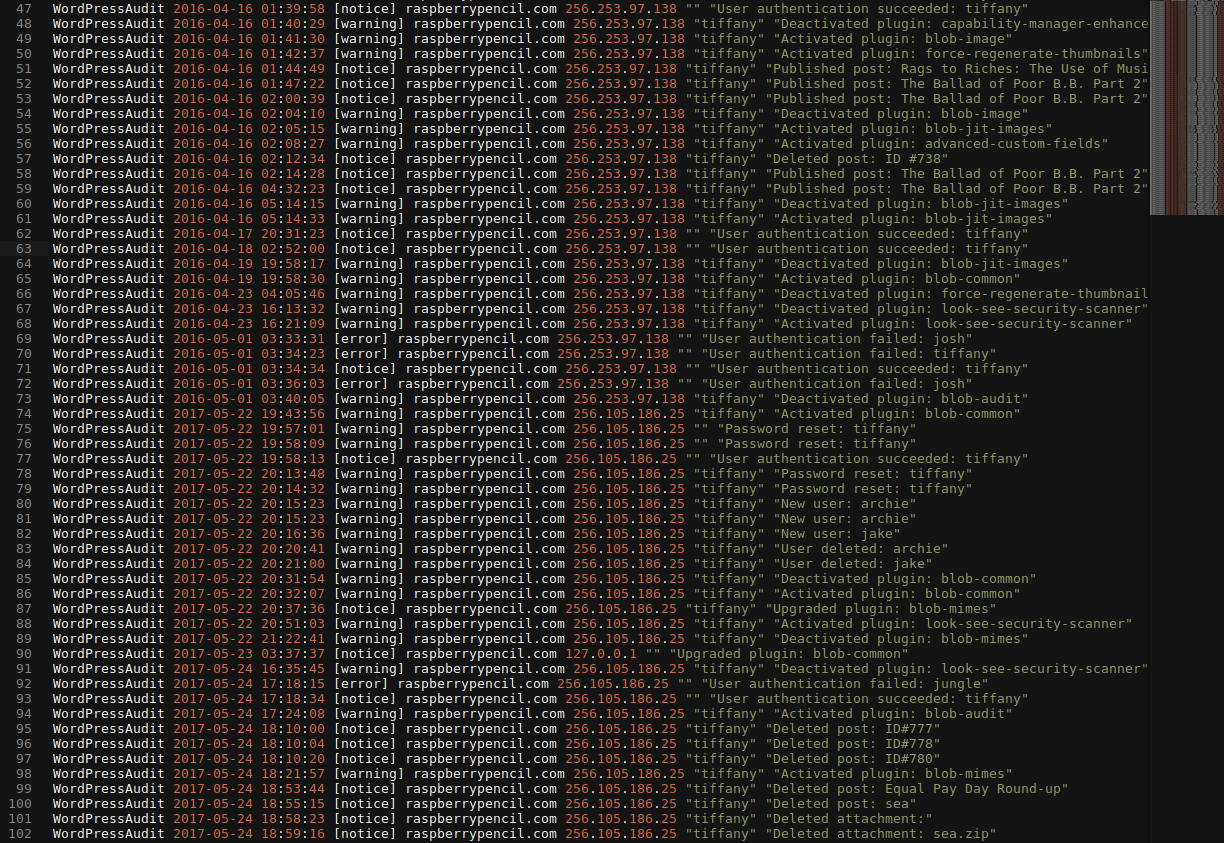 47 WordPressAudit 2016-04-16 01:39:58 [notice] raspberrypencil.com 256.253.97.138 "" "User authentication succeeded: tiffany"
48 WordPressAudit 2016-04-16 01:40:29 [warning] raspberrypencil.com 256.253.97.138 "tiffany" "Deactivated plugin: capability-manager-enhance
49 WordPressAudit 2016-04-16 01:41:30 [warning] raspberrypencil.com 256.253.97.138 "tiffany" "Activated plugin: blob-image"
50 WordPressAudit 2016-04-16 01:42:37 [warning] raspberrypencil.com 256.253.97.138 "tiffany" "Activated plugin: force-regenerate-thumbnails"
51 WordPressAudit 2016-04-16 01:44:49 [notice] raspberrypencil.com 256.253.97.138 "tiffany" "Published post: Rags to Riches: The Use of Musi
52 WordPressAudit 2016-04-16 01:47:22 [notice] raspberrypencil.com 256.253.97.138 "tiffany" "Published post: The Ballad of Poor B.B. Part 2"
53 WordPressAudit 2016-04-16 02:00:39 [notice] raspberrypencil.com 256.253.97.138 "tiffany" "Published post: The Ballad of Poor B.B. Part 2"
54 WordPressAudit 2016-04-16 02:04:10 [warning] raspberrypencil.com 256.253.97.138 "tiffany" "Deactivated plugin: blob-image"
55 WordPressAudit 2016-04-16 02:05:15 [warning] raspberrypencil.com 256.253.97.138 "tiffany" "Activated plugin: blob-jit-images"
56 WordPressAudit 2016-04-16 02:08:27 [warning] raspberrypencil.com 256.253.97.138 "tiffany" "Activated plugin: advanced-custom-fields"
57 WordPressAudit 2016-04-16 02:12:34 [notice] raspberrypencil.com 256.253.97.138 "tiffany" "Deleted post: ID #738"
58 WordPressAudit 2016-04-16 02:14:28 [notice] raspberrypencil.com 256.253.97.138 "tiffany" "Published post: The Ballad of Poor B.B. Part 2"
59 WordPressAudit 2016-04-16 04:32:23 [notice] raspberrypencil.com 256.253.97.138 "tiffany" "Published post: The Ballad of Poor B.B. Part 2"
60 WordPressAudit 2016-04-16 05:14:15 [warning] raspberrypencil.com 256.253.97.138 "tiffany" "Deactivated plugin: blob-jit-images"
61 WordPressAudit 2016-04-16 05:14:33 [warning] raspberrypencil.com 256.253.97.138 "tiffany" "Activated plugin: blob-jit-images"
62 WordPressAudit 2016-04-17 20:31:23 [notice] raspberrypencil.com 256.253.97.138 "" "User authentication succeeded: tiffany"
63 WordPressAudit 2016-04-18 02:52:00 [notice] raspberrypencil.com 256.253.97.138 "" "User authentication succeeded: tiffany"
64 WordPressAudit 2016-04-19 19:58:17 [warning] raspberrypencil.com 256.253.97.138 "tiffany" "Deactivated plugin: blob-jit-images"
65 WordPressAudit 2016-04-19 19:58:30 [warning] raspberrypencil.com 256.253.97.138 "tiffany" "Activated plugin: blob-common"
66 WordPressAudit 2016-04-23 04:05:46 [warning] raspberrypencil.com 256.253.97.138 "tiffany" "Deactivated plugin: force-regenerate-thumbnail
67 WordPressAudit 2016-04-23 16:13:32 [warning] raspberrypencil.com 256.253.97.138 "tiffany" "Deactivated plugin: look-see-security-scanner"
68 WordPressAudit 2016-04-23 16:21:09 [warning] raspberrypencil.com 256.253.97.138 "tiffany" "Activated plugin: look-see-security-scanner"
69 WordPressAudit 2016-05-01 03:33:31 [error] raspberrypencil.com 256.253.97.138 "" "User authentication failed: josh"
70 WordPressAudit 2016-05-01 03:34:23 [error] raspberrypencil.com 256.253.97.138 "" "User authentication failed: tiffany"
71 WordPressAudit 2016-05-01 03:34:34 [notice] raspberrypencil.com 256.253.97.138 "" "User authentication succeeded: tiffany"
72 WordPressAudit 2016-05-01 03:36:03 [error] raspberrypencil.com 256.253.97.138 "" "User authentication failed: josh"
73 WordPressAudit 2016-05-01 03:40:05 [warning] raspberrypencil.com 256.253.97.138 "tiffany" "Deactivated plugin: blob-audit"
74 WordPressAudit 2017-05-22 19:43:56 [warning] raspberrypencil.com 256.105.186.25 "tiffany" "Activated plugin: blob-common"
75 WordPressAudit 2017-05-22 19:57:01 [warning] raspberrypencil.com 256.105.186.25 "" "Password reset: tiffany"
76 WordPressAudit 2017-05-22 19:58:09 [warning] raspberrypencil.com 256.105.186.25 "" "Password reset: tiffany"
77 WordPressAudit 2017-05-22 19:58:13 [notice] raspberrypencil.com 256.105.186.25 "" "User authentication succeeded: tiffany"
78 WordPressAudit 2017-05-22 20:13:48 [warning] raspberrypencil.com 256.105.186.25 "tiffany" "Password reset: tiffany"
79 WordPressAudit 2017-05-22 20:14:32 [warning] raspberrypencil.com 256.105.186.25 "tiffany" "Password reset: tiffany"
80 WordPressAudit 2017-05-22 20:15:23 [warning] raspberrypencil.com 256.105.186.25 "tiffany" "New user: archie"
81 WordPressAudit 2017-05-22 20:15:23 [warning] raspberrypencil.com 256.105.186.25 "tiffany" "New user: archie"
82 WordPressAudit 2017-05-22 20:16:36 [warning] raspberrypencil.com 256.105.186.25 "tiffany" "New user: jake"
83 WordPressAudit 2017-05-22 20:20:41 [warning] raspberrypencil.com 256.105.186.25 "tiffany" "User deleted: archie"
84 WordPressAudit 2017-05-22 20:21:00 [warning] raspberrypencil.com 256.105.186.25 "tiffany" "User deleted: jake"
85 WordPressAudit 2017-05-22 20:31:54 [warning] raspberrypencil.com 256.105.186.25 "tiffany" "Deactivated plugin: blob-common"
86 WordPressAudit 2017-05-22 20:32:07 [warning] raspberrypencil.com 256.105.186.25 "tiffany" "Activated plugin: blob-common"
87 WordPressAudit 2017-05-22 20:37:36 [notice] raspberrypencil.com 256.105.186.25 "tiffany" "Upgraded plugin: blob-mimes"
88 WordPressAudit 2017-05-22 20:51:03 [warning] raspberrypencil.com 256.105.186.25 "tiffany" "Activated plugin: look-see-security-scanner"
89 WordPressAudit 2017-05-22 21:22:41 [warning] raspberrypencil.com 256.105.186.25 "tiffany" "Deactivated plugin: blob-mimes"
90 WordPressAudit 2017-05-23 03:37:37 [notice] raspberrypencil.com 127.0.0.1 "" "Upgraded plugin: blob-common"
91 WordPressAudit 2017-05-24 16:35:45 [warning] raspberrypencil.com 256.105.186.25 "tiffany" "Deactivated plugin: look-see-security-scanner"
92 WordPressAudit 2017-05-24 17:18:15 [error] raspberrypencil.com 256.105.186.25 "" "User authentication failed: jungle"
93 WordPressAudit 2017-05-24 17:18:34 [notice] raspberrypencil.com 256.105.186.25 "" "User authentication succeeded: tiffany"
94 WordPressAudit 2017-05-24 17:24:08 [warning] raspberrypencil.com 256.105.186.25 "tiffany" "Activated plugin: blob-audit"
95 WordPressAudit 2017-05-24 18:10:00 [notice] raspberrypencil.com 256.105.186.25 "tiffany" "Deleted post: ID#777"
96 WordPressAudit 2017-05-24 18:10:04 [notice] raspberrypencil.com 256.105.186.25 "tiffany" "Deleted post: ID#778"
97 WordPressAudit 2017-05-24 18:10:20 [notice] raspberrypencil.com 256.105.186.25 "tiffany" "Deleted post: ID#780"
98 WordPressAudit 2017-05-24 18:21:57 [warning] raspberrypencil.com 256.105.186.25 "tiffany" "Activated plugin: blob-mimes"
99 WordPressAudit 2017-05-24 18:53:44 [notice] raspberrypencil.com 256.105.186.25 "tiffany" "Deleted post: Equal Pay Day Round-up"
100 WordPressAudit 2017-05-24 18:55:15 [notice] raspberrypencil.com 256.105.186.25 "tiffany" "Deleted post: sea"
101 WordPressAudit 2017-05-24 18:58:23 [notice] raspberrypencil.com 256.105.186.25 "tiffany" "Deleted attachment:"
102 WordPressAudit 2017-05-24 18:59:16 [notice] raspberrypencil.com 256.105.186.25 "tiffany" "Deleted attachment: sea.zip"